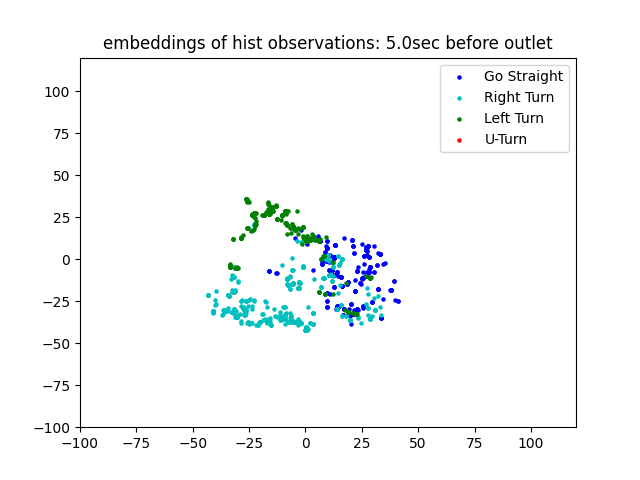 embeddings of hist observations: 5.0sec before outlet
Go Straight
Right Turn
Left Turn
U-Turn
100
75
50
25
0
−25
−50
−75
−100
−100 −75 −50 −25 0 25 50 75 100